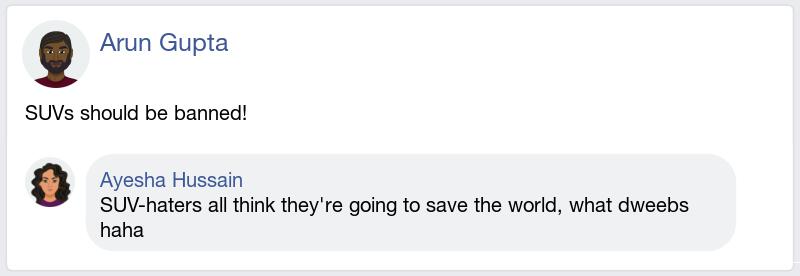 Arun Gupta
SUVs should be banned!
Ayesha Hussain
SUV-haters all think they're going to save the world, what dweebs
haha